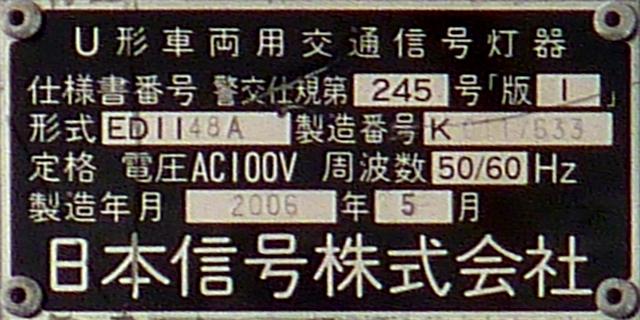 U形車両用交通信号灯器
仕様書番号 警交仕規第 245 号「版 1 」
形式 ED1148A 製造番号 K
定格 電圧AC100V 周波数 50/60 Hz
製造年月 2006 年 5 月
日本信号株式会社